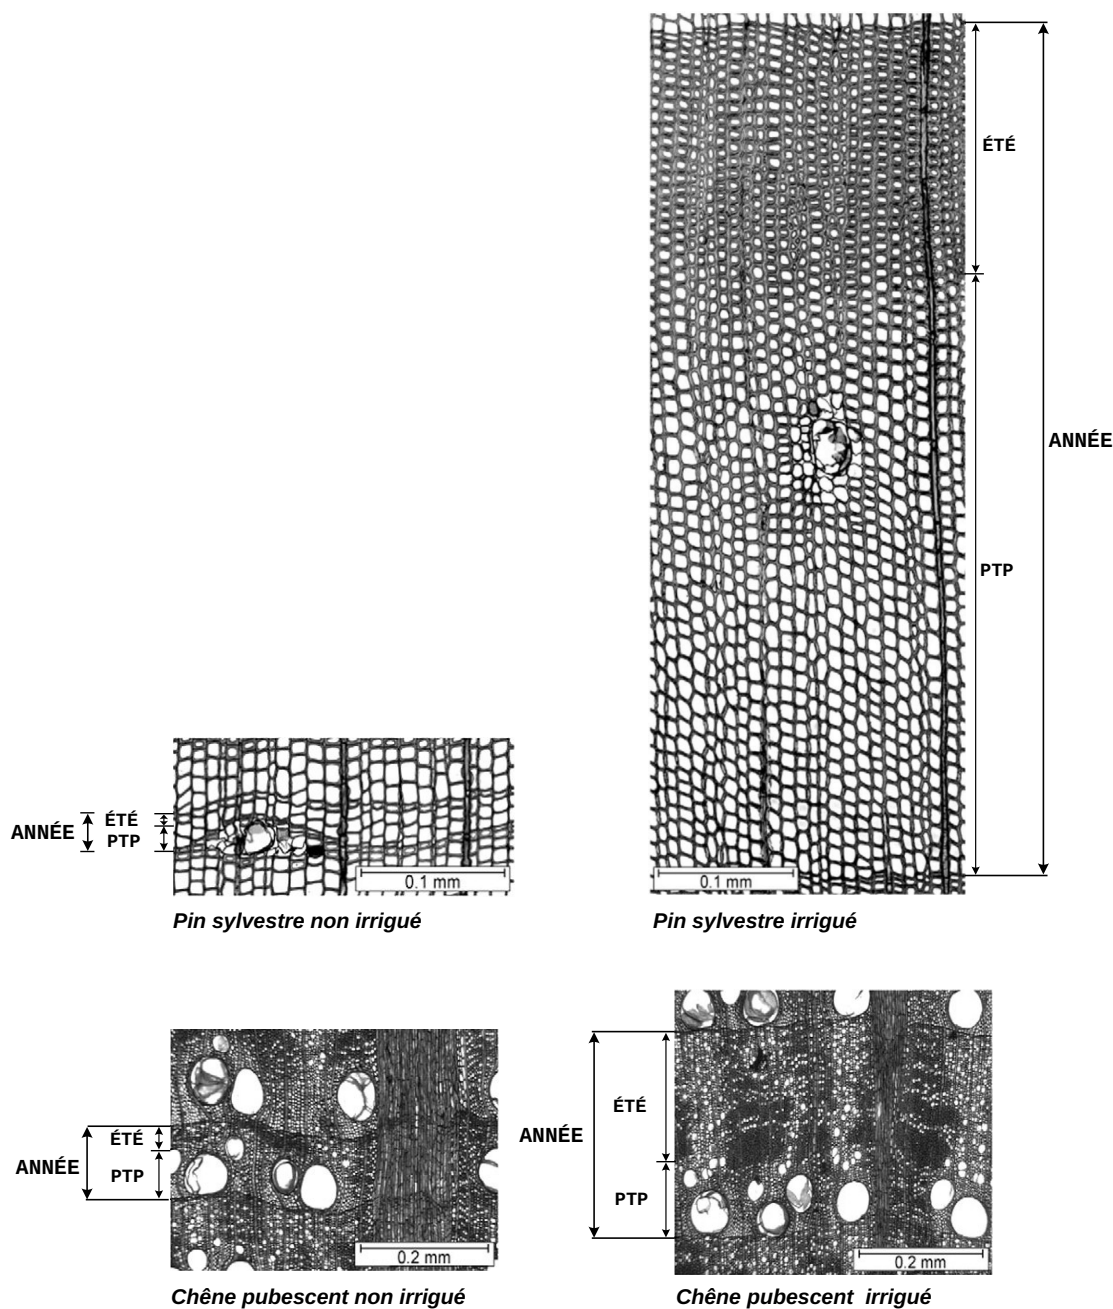 ÉTÉ
ANNÉE
PTP
ÉTÉ
PTP
ANNÉE
0.1 mm
0.1 mm
Pin sylvestre non irrigué
Pin sylvestre irrigué
ÉTÉ
PTP
ANNÉE
ÉTÉ
PTP
ANNÉE
0.2 mm
0.2 mm
Chêne pubescent non irrigué
Chêne pubescent irrigué